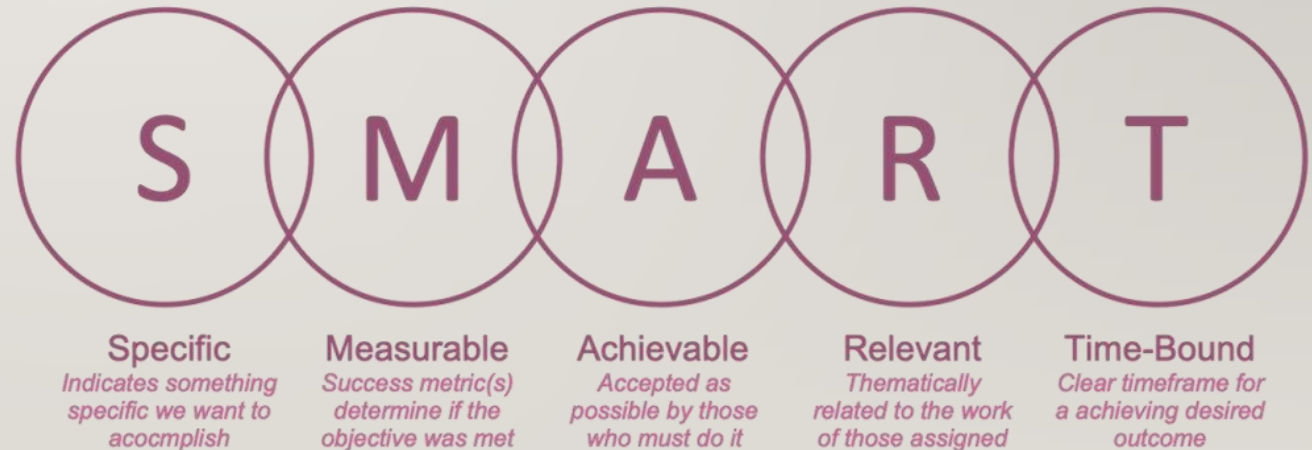 S M A R T
Specific
Indicates something
specific we want to
acocmplish
Measurable
Success metric(s)
determine if the
objective was met
Achievable
Accepted as
possible by those
who must do it
Relevant
Thematically
related to the work
of those assigned
Time-Bound
Clear timeframe for
a achieving desired
outcome